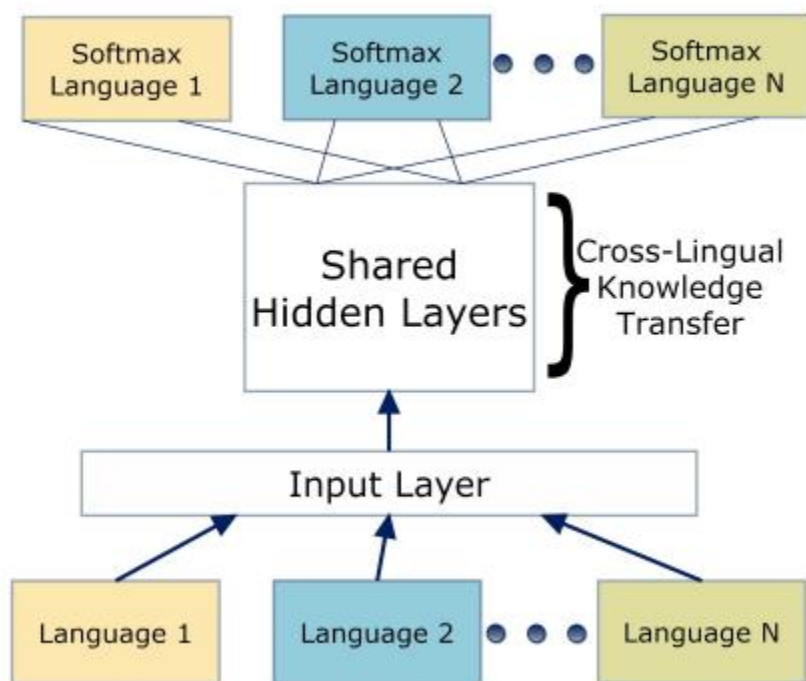 Softmax
Language 1
Softmax
Language 2
Softmax
Language N
Shared
Hidden Layers
Cross-Lingual
Knowledge
Transfer
Input Layer
Language 1
Language 2
Language N